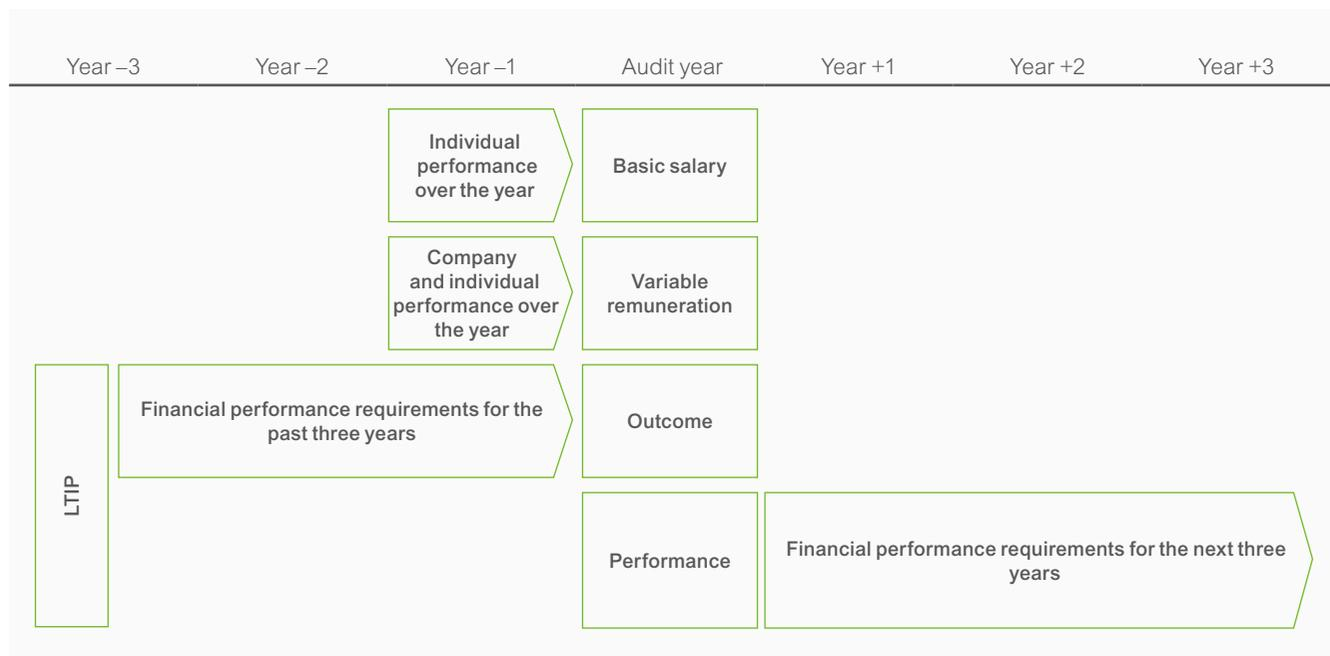 Year –3 Year –2 Year –1 Audit year Year +1 Year +2 Year +3
Individual
performance
over the year
Basic salary
Company
and individual
performance over
the year
Variable
remuneration
LTIP
Financial performance requirements for the
past three years
Outcome
Performance
Financial performance requirements for the next three
years